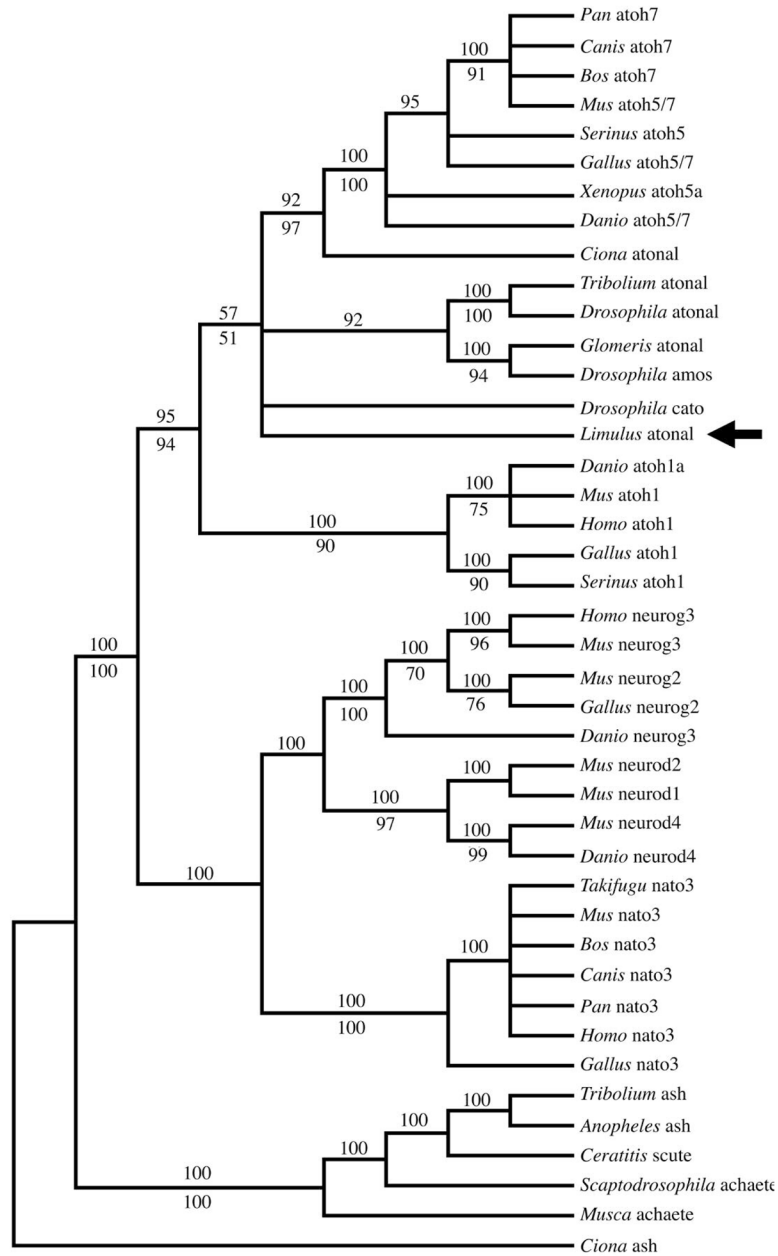 Pan atoh7
100
Canis atoh7
91
Bos atoh7
95
Mus atoh5/7
Serinus atoh5
100
Gallus atoh5/7
100
Xenopus atoh5a
92
Danio atoh5/7
97
Ciona atonal
Tribolium atonal
100
57
Drosophila atonal
100
92
51
Glomeris atonal
100
Drosophila amos
94
Drosophila cato
95
Limulus atonal
94
Danio atoh1a
100
Mus atoh1
75
100
Homo atoh1
90
Gallus atoh1
100
Serinus atoh1
90
Homo neurog3
100
100
Mus neurog3
96
100
70
100
Mus neurog2
100
100
Gallus neurog2
76
100
Danio neurog3
100
Mus neurod2
100
Mus neurod1
97
Mus neurod4
100
Danio neurod4
99
100
Takifugu nato3
Mus nato3
Bos nato3
100
Canis nato3
100
Pan nato3
100
Homo nato3
Gallus nato3
Tribolium ash
100
Anopheles ash
100
Ceratitis scute
100
100
Scaptodrosophila achaete
100
Musca achaete
Ciona ash